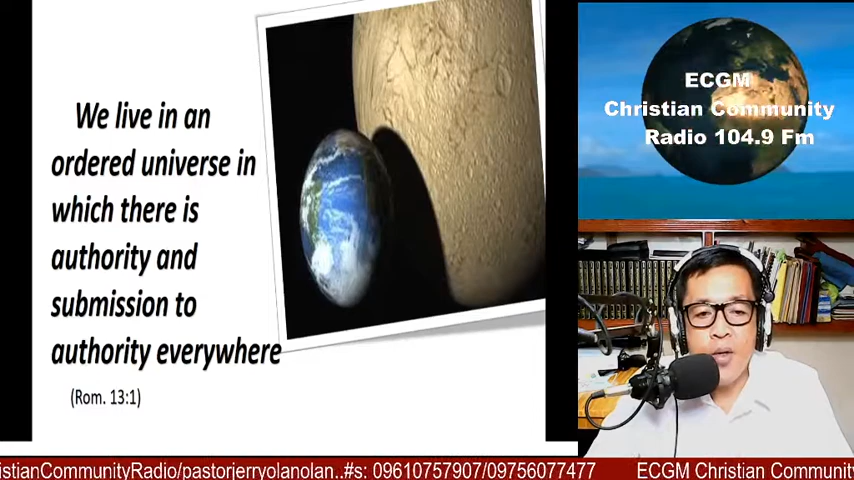 We live in an
ordered universe in
which there is
authority and
submission to
authority everywhere
(Rom. 13:1)
ECGM
Christian Community
Radio 104.9 Fm
istianCommunityRadio/pastorjerryolanolan..#s: 09610757907/09756077477 ECGM Christian Community